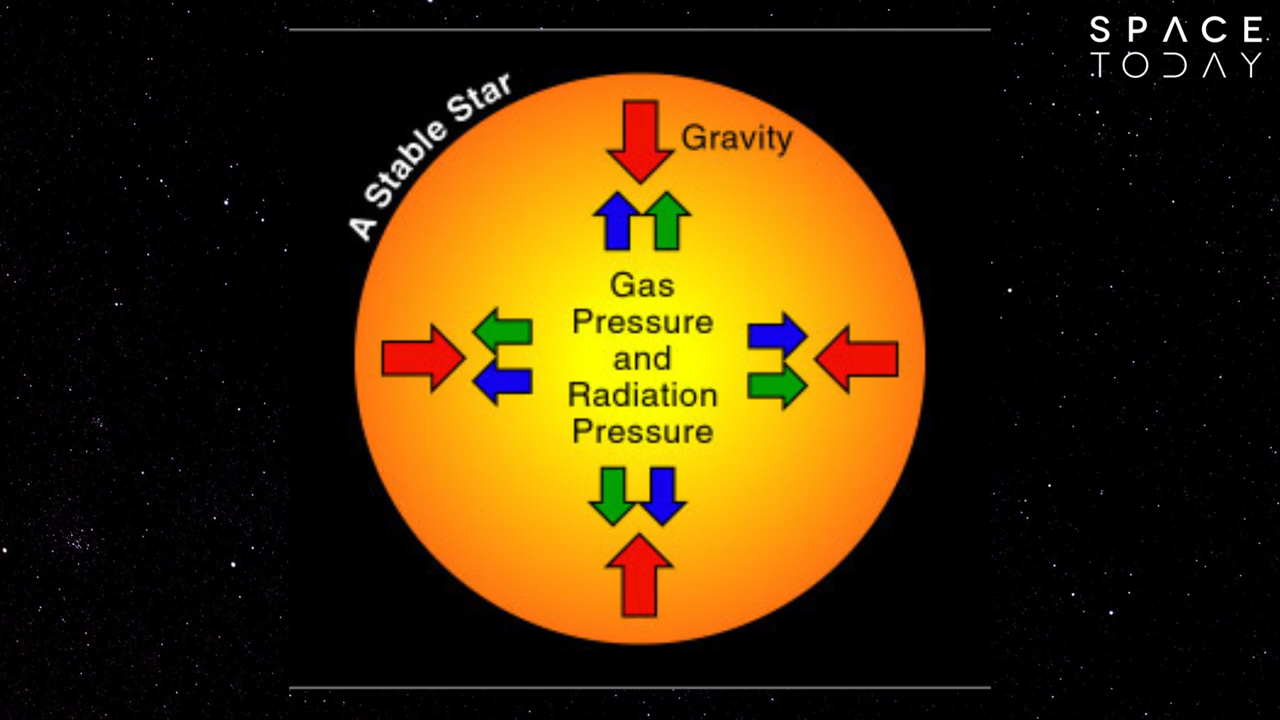 SPACE
TODAY
A Stable Star
Gravity
Gas
Pressure
and
Radiation
Pressure